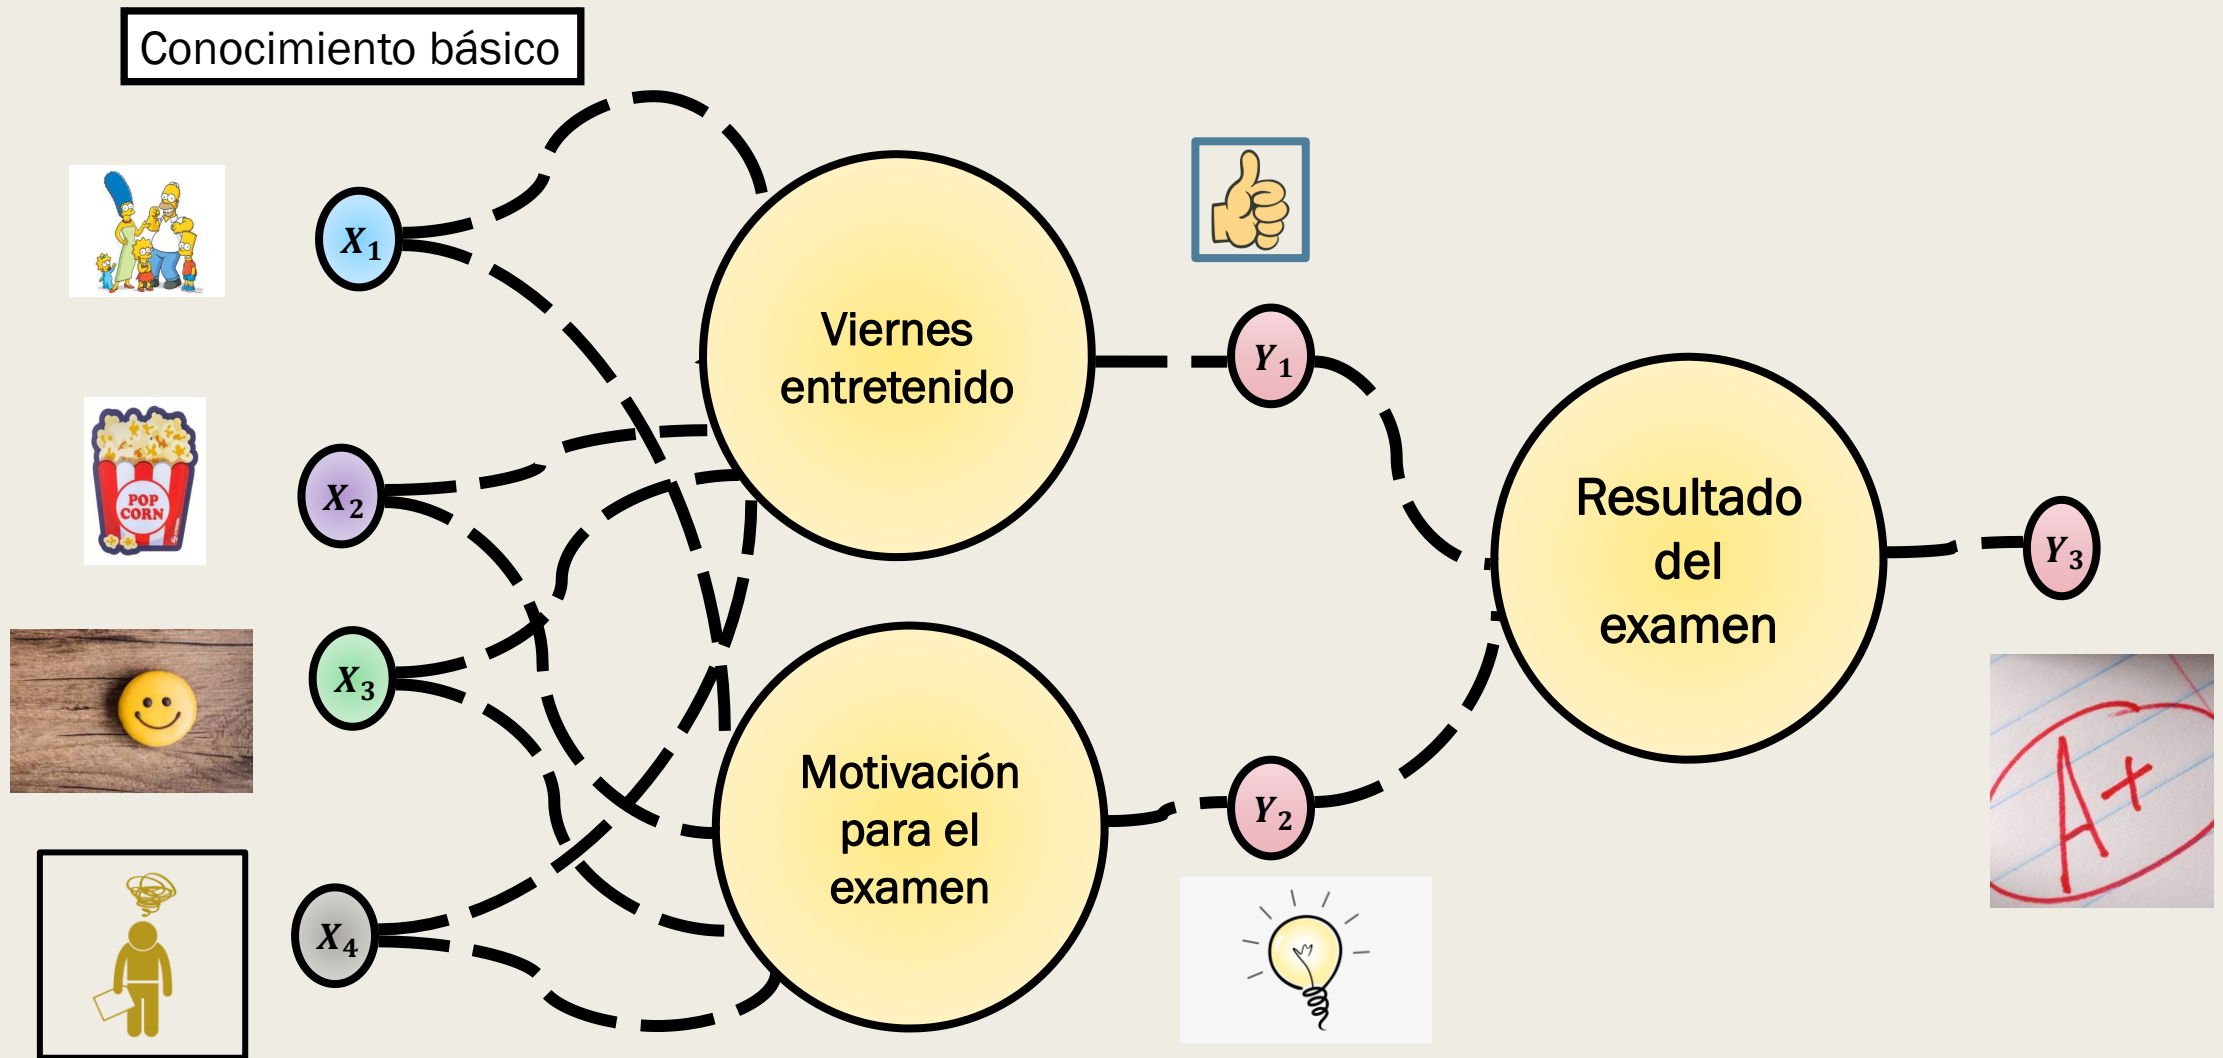 Conocimiento básico
X₁
Viernes
entretenido
Y₁
POP
CORN
X₂
Resultado
del
examen
Y₃
X₃
Motivación
para el
examen
Y₂
X₄
A+